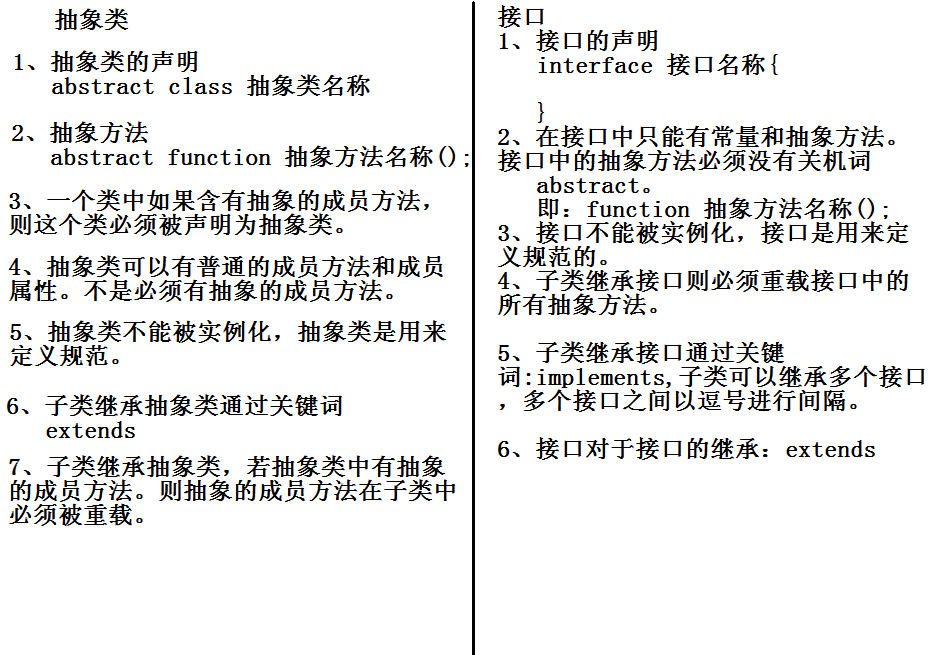 抽象类
1、抽象类的声明
abstract class 抽象类名称
2、抽象方法
abstract function 抽象方法名称();
3、一个类中如果含有抽象的成员方法,
则这个类必须被声明为抽象类。
4、抽象类可以有普通的成员方法和成员
属性。不是必须有抽象的成员方法。
5、抽象类不能被实例化，抽象类是用来
定义规范。
6、子类继承抽象类通过关键词
extends
7、子类继承抽象类，若抽象类中有抽象
的成员方法。则抽象的成员方法在子类中
必须被重载。
接口
1、接口的声明
interface 接口名称{
}
2、在接口中只能有常量和抽象方法。
接口中的抽象方法必须没有关机词
abstract。
即：function 抽象方法名称();
3、接口不能被实例化，接口是用来定
义规范的。
4、子类继承接口则必须重载接口中的
所有抽象方法。
5、子类继承接口通过关键
词:implements,子类可以继承多个接口
，多个接口之间以逗号进行间隔。
6、接口对于接口的继承：extends